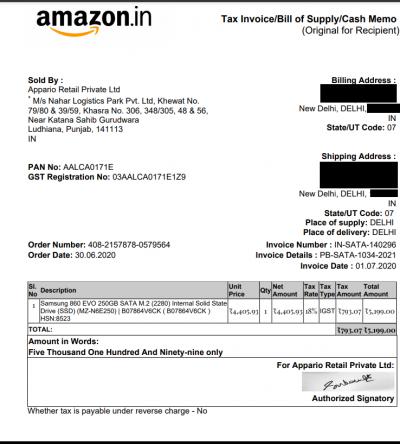 amazon.in
Tax Invoice/Bill of Supply/Cash Memo
(Original for Recipient)
Sold By :
Appario Retail Private Ltd
* M/s Nahar Logistics Park Pvt. Ltd, Khewat No.
79/80 & 39/59, Khasra No. 306, 348/305, 48 & 56,
Near Katana Sahib Gurudwara
Ludhiana, Punjab, 141113
IN
Billing Address :
New Delhi, DELHI,
IN
State/UT Code: 07
PAN No: AALCA0171E
GST Registration No: 03AALCA0171E1Z9
Shipping Address :
New Delhi, DELHI,
IN
State/UT Code: 07
Place of supply: DELHI
Place of delivery: DELHI
Order Number: 408-2157878-0579564
Order Date: 30.06.2020
Invoice Number : IN-SATA-140296
Invoice Details : PB-SATA-1034-2021
Invoice Date : 01.07.2020
Sl. No Description Unit Price Qty Net Amount Tax Rate Tax Type Tax Amount Total Amount
1 Samsung 860 EVO 250GB SATA M.2 (2280) Internal Solid State
Drive (SSD) (MZ-N6E250) | B07864V6CK ( B07864V6CK )
HSN:8523
₹4,405.93 1 ₹4,405.93 18% IGST ₹793.07 ₹5,199.00
TOTAL: ₹793.07 ₹5,199.00
Amount in Words:
Five Thousand One Hundred And Ninety-nine only
For Appario Retail Private Ltd:
Authorized Signatory
Whether tax is payable under reverse charge - No